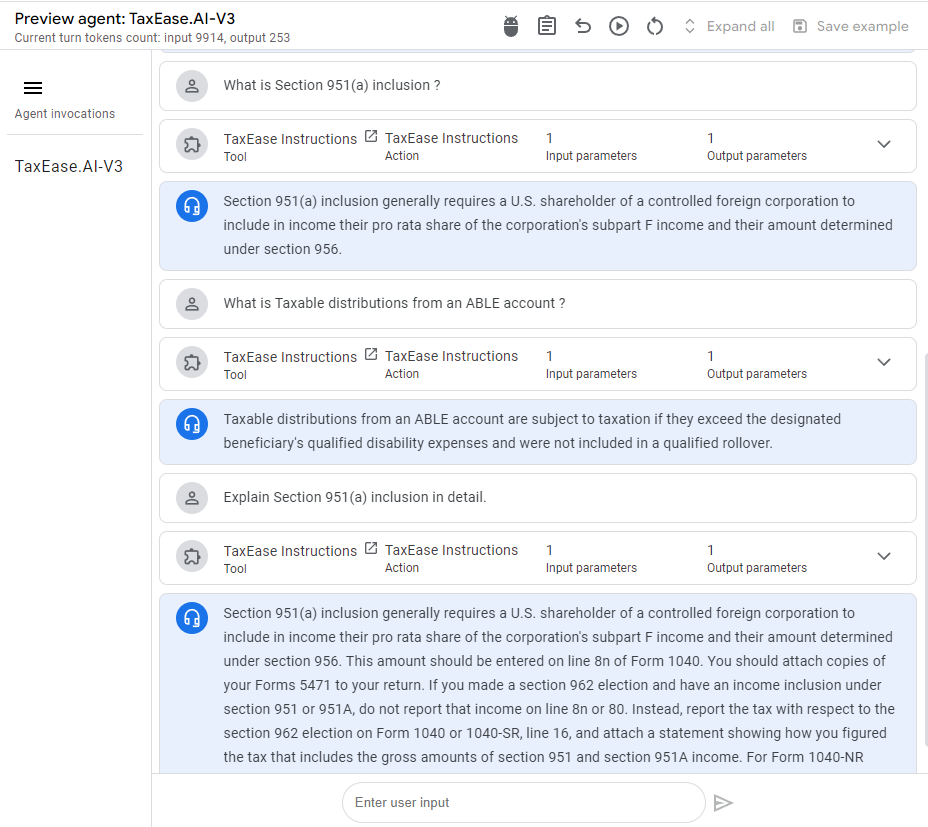 Preview agent: TaxEase.AI-V3
Current turn tokens count: input 9914, output 253
Expand all
Save example
Agent invocations
TaxEase.AI-V3
What is Section 951(a) inclusion ?
TaxEase Instructions
Tool
TaxEase Instructions
Action
1
Input parameters
1
Output parameters
Section 951(a) inclusion generally requires a U.S. shareholder of a controlled foreign corporation to
include in income their pro rata share of the corporation's subpart F income and their amount determined
under section 956.
What is Taxable distributions from an ABLE account ?
TaxEase Instructions
Tool
TaxEase Instructions
Action
1
Input parameters
1
Output parameters
Taxable distributions from an ABLE account are subject to taxation if they exceed the designated
beneficiary's qualified disability expenses and were not included in a qualified rollover.
Explain Section 951(a) inclusion in detail.
TaxEase Instructions
Tool
TaxEase Instructions
Action
1
Input parameters
1
Output parameters
Section 951(a) inclusion generally requires a U.S. shareholder of a controlled foreign corporation to
include in income their pro rata share of the corporation's subpart F income and their amount determined
under section 956. This amount should be entered on line 8n of Form 1040. You should attach copies of
your Forms 5471 to your return. If you made a section 962 election and have an income inclusion under
section 951 or 951A, do not report that income on line 8n or 80. Instead, report the tax with respect to the
section 962 election on Form 1040 or 1040-SR, line 16, and attach a statement showing how you figured
the tax that includes the gross amounts of section 951 and section 951A income. For Form 1040-NR
Enter user input